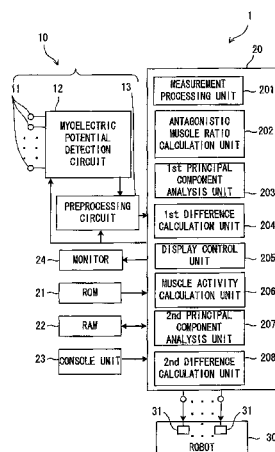 1
10
20
11
12
13
MYOELECTRIC
POTENTIAL
DETECTION
CIRCUIT
PREPROCESSING
CIRCUIT
MEASUREMENT
PROCESSING UNIT
201
ANTAGONISTIC
MUSCLE RATIO
CALCULATION
UNIT
202
1st PRINCIPAL
COMPONENT
ANALYSIS UNIT
203
1st DIFFERENCE
CALCULATION UNIT
204
DISPLAY CONTROL
UNIT
205
MUSCLE ACTIVITY
CALCULATION UNIT
206
2nd PRINCIPAL
COMPONENT
ANALYSIS UNIT
207
2nd DIFFERENCE
CALCULATION UNIT
208
24
MONITOR
21
ROM
22
RAM
23
CONSOLE UNIT
31
31
ROBOT
30